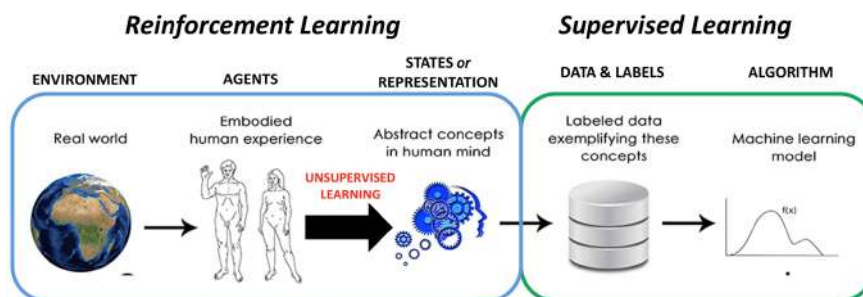 Reinforcement Learning
Supervised Learning
ENVIRONMENT
AGENTS
STATES or
REPRESENTATION
DATA & LABELS
ALGORITHM
Real world
Embodied
human experience
UNSUPERVISED
LEARNING
Abstract concepts
in human mind
Labeled data
exemplifying these
concepts
Machine learning
model
f(x)